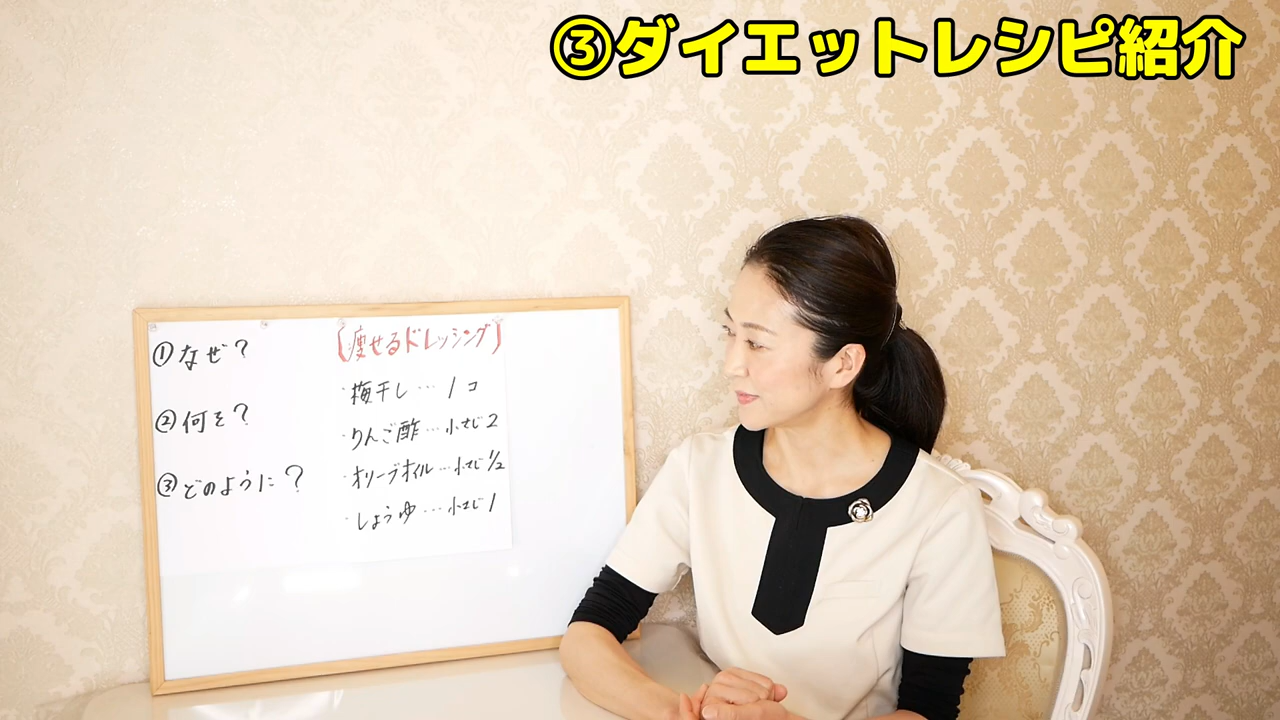 ③ダイエットレシピ紹介
①なぜ？
②何を？
③どのように？
【痩せるドレッシング】
・梅干し…1コ
・りんご酢…小さじ2
・オリーブオイル…小さじ1/2
・しょうゆ…小さじ1